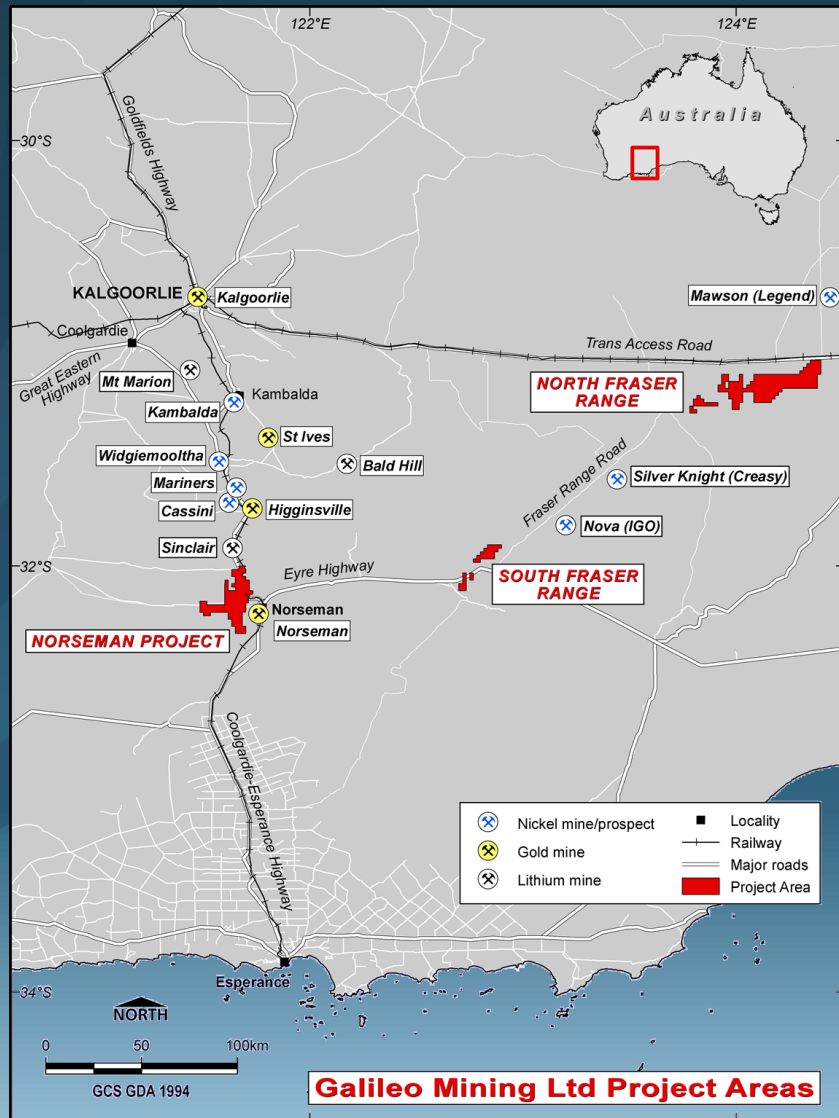 122°E
124°E
Australia
30°S
Goldfields Highway
KALGOORLIE
Kalgoorlie
Mawson (Legend)
Coolgardie
Trans Access Road
Great Eastern
Highway
Mt Marion
NORTH FRASER
RANGE
Kambalda
Kambalda
St Ives
Widgiemooltha
Bald Hill
Fraser Range Road
Silver Knight (Creasy)
Mariners
Cassini
Higginsville
Nova (IGO)
Sinclair
32°S
Eyre Highway
SOUTH FRASER
RANGE
Norseman
Norseman
NORSEMAN PROJECT
Coolgardie-Esperance Highway
Nickel mine/prospect
Gold mine
Lithium mine
Locality
Railway
Major roads
Project Area
Esperance
34°S
NORTH
0 50 100km
GCS GDA 1994
Galileo Mining Ltd Project Areas